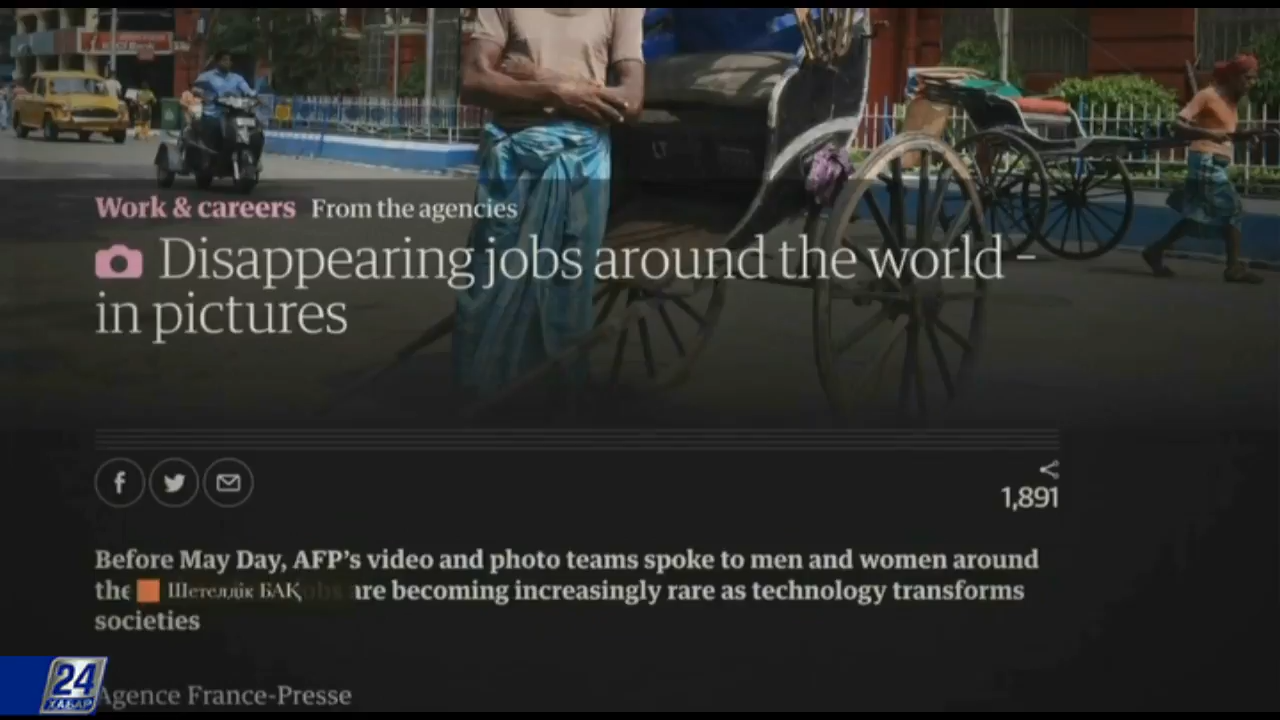 Work & careers From the agencies
Disappearing jobs around the world –
in pictures
1,891
Before May Day, AFP's video and photo teams spoke to men and women around
the Шетелдік БАҚ are becoming increasingly rare as technology transforms
societies
24
ХАБАР
Agence France-Presse